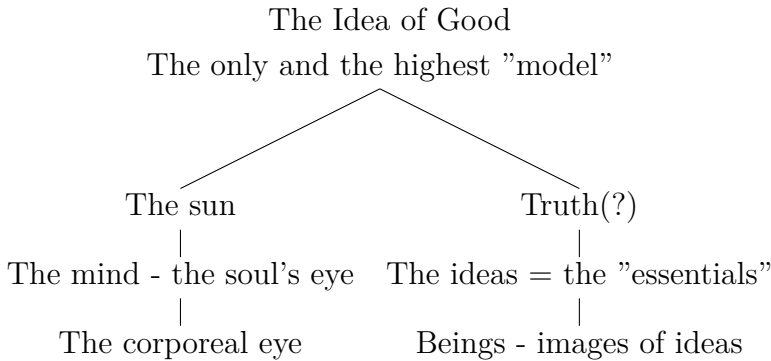 The Idea of Good
The only and the highest ”model”
The sun
Truth(?)
The mind - the soul's eye
The ideas = the ”essentials”
The corporeal eye
Beings - images of ideas